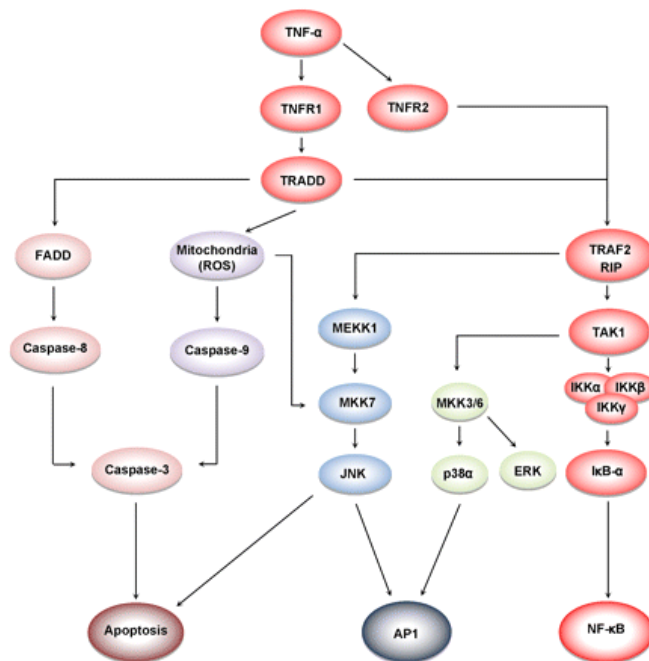 TNF-α
TNFR1
TNFR2
TRADD
FADD
Mitochondria
(ROS)
TRAF2
RIP
MEKK1
TAK1
Caspase-8
Caspase-9
IKKα
IKKβ
IKKγ
MKK7
MKK3/6
Caspase-3
JNK
p38α
ERK
IκB-α
Apoptosis
AP1
NF-κB